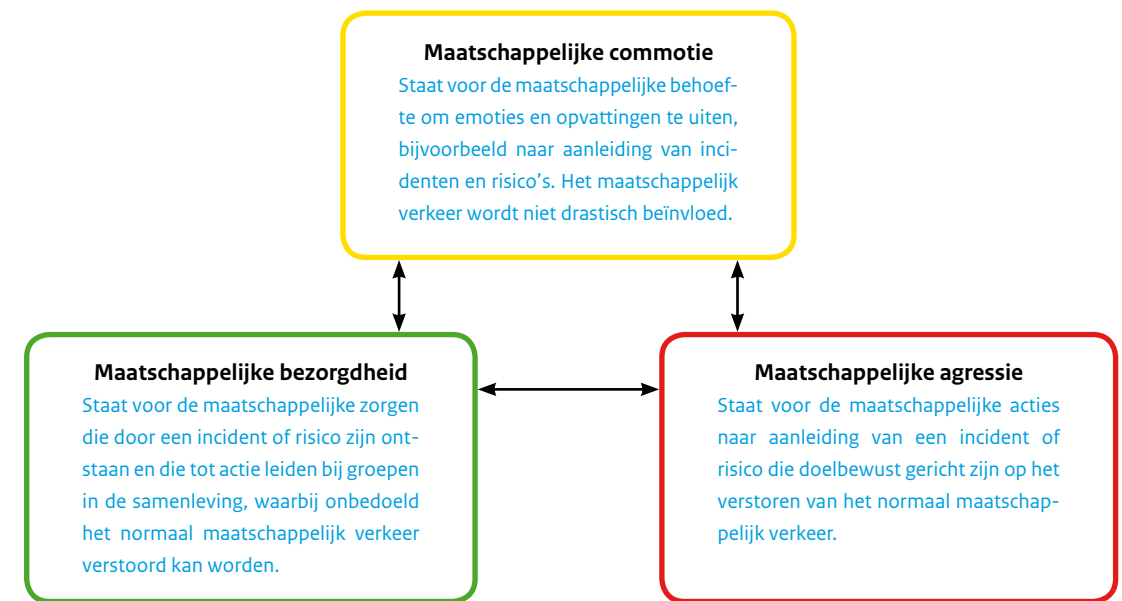 Maatschappelijke commotie
Staat voor de maatschappelijke behoef-
te om emoties en opvattingen te uiten,
bijvoorbeeld naar aanleiding van inci-
denten en risico's. Het maatschappelijk
verkeer wordt niet drastisch beïnvloed.
Maatschappelijke bezorgdheid
Staat voor de maatschappelijke zorgen
die door een incident of risico zijn ont-
staan en die tot actie leiden bij groepen
in de samenleving, waarbij onbedoeld
het normaal maatschappelijk verkeer
verstoord kan worden.
Maatschappelijke agressie
Staat voor de maatschappelijke acties
naar aanleiding van een incident of
risico die doelbewust gericht zijn op het
verstoren van het normaal maatschap-
pelijk verkeer.